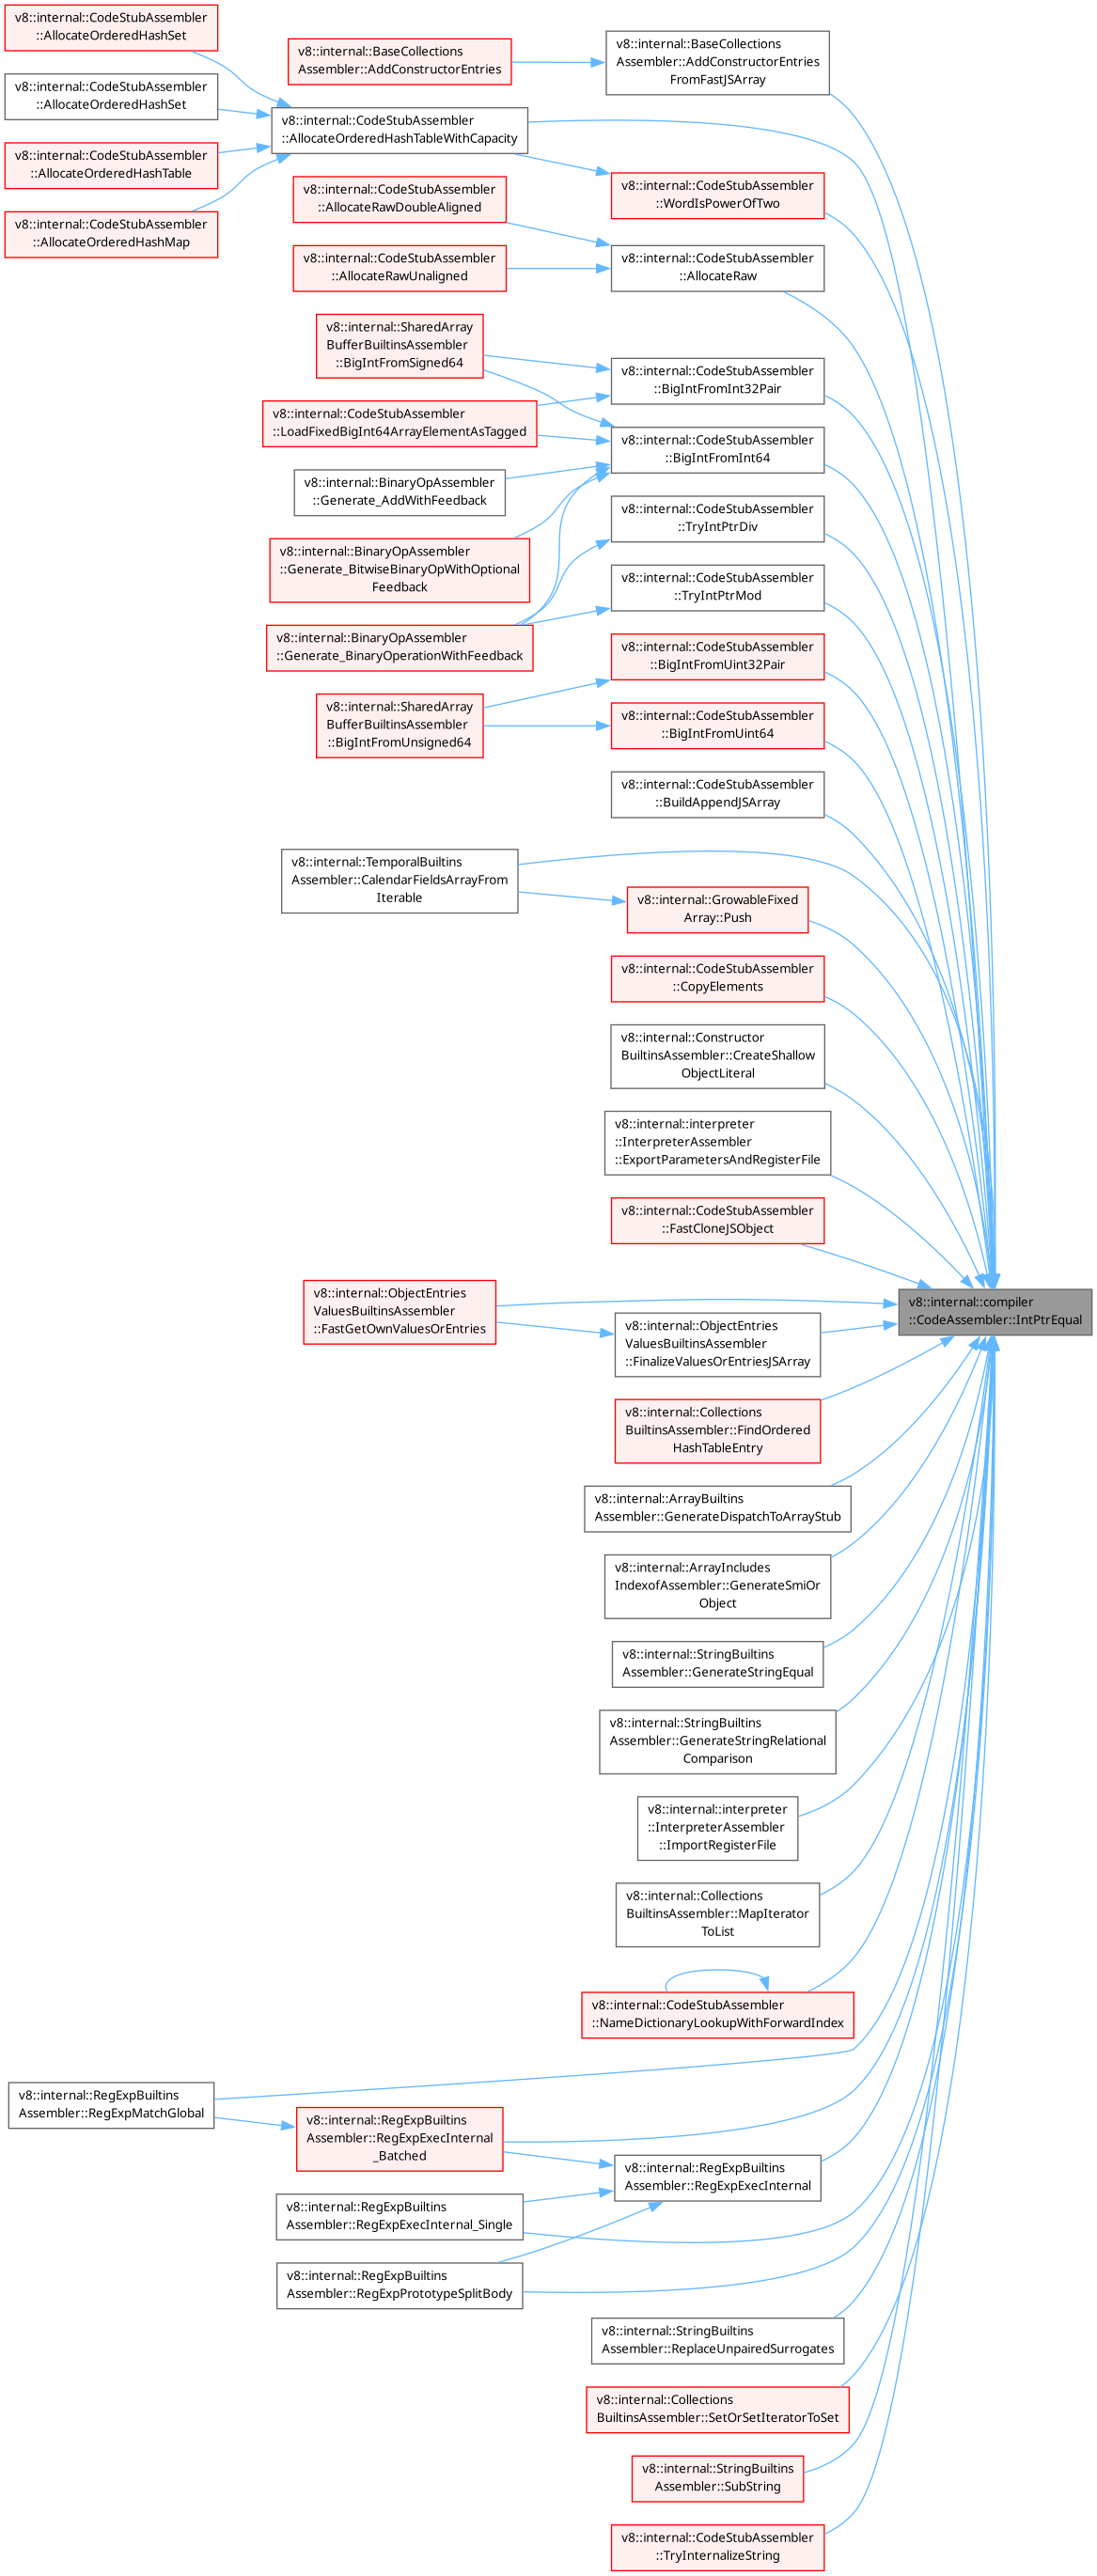 v8::internal::CodeStubAssembler
::AllocateOrderedHashSet
v8::internal::BaseCollections
Assembler::AddConstructorEntries
v8::internal::BaseCollections
Assembler::AddConstructorEntries
FromFastJSArray
v8::internal::CodeStubAssembler
::AllocateOrderedHashSet
v8::internal::CodeStubAssembler
::AllocateOrderedHashTableWithCapacity
v8::internal::CodeStubAssembler
::AllocateOrderedHashTable
v8::internal::CodeStubAssembler
::AllocateOrderedHashMap
v8::internal::CodeStubAssembler
::AllocateRawDoubleAligned
v8::internal::CodeStubAssembler
::WordIsPowerOfTwo
v8::internal::CodeStubAssembler
::AllocateRawUnaligned
v8::internal::CodeStubAssembler
::AllocateRaw
v8::internal::SharedArray
BufferBuiltinsAssembler
::BigIntFromSigned64
v8::internal::CodeStubAssembler
::BigIntFromInt32Pair
v8::internal::CodeStubAssembler
::LoadFixedBigInt64ArrayElementAsTagged
v8::internal::CodeStubAssembler
::BigIntFromInt64
v8::internal::BinaryOpAssembler
::Generate_AddWithFeedback
v8::internal::CodeStubAssembler
::TryIntPtrDiv
v8::internal::BinaryOpAssembler
::Generate_BitwiseBinaryOpWithOptional
Feedback
v8::internal::CodeStubAssembler
::TryIntPtrMod
v8::internal::BinaryOpAssembler
::Generate_BinaryOperationWithFeedback
v8::internal::CodeStubAssembler
::BigIntFromUint32Pair
v8::internal::SharedArray
BufferBuiltinsAssembler
::BigIntFromUnsigned64
v8::internal::CodeStubAssembler
::BigIntFromUint64
v8::internal::CodeStubAssembler
::BuildAppendJSArray
v8::internal::TemporalBuiltins
Assembler::CalendarFieldsArrayFrom
Iterable
v8::internal::GrowableFixed
Array::Push
v8::internal::CodeStubAssembler
::CopyElements
v8::internal::Constructor
BuiltinsAssembler::CreateShallow
ObjectLiteral
v8::internal::interpreter
::InterpreterAssembler
::ExportParametersAndRegisterFile
v8::internal::CodeStubAssembler
::FastCloneJSObject
v8::internal::ObjectEntries
ValuesBuiltinsAssembler
::FastGetOwnValuesOrEntries
v8::internal::ObjectEntries
ValuesBuiltinsAssembler
::FinalizeValuesOrEntriesJSArray
v8::internal::compiler
::CodeAssembler::IntPtrEqual
v8::internal::Collections
BuiltinsAssembler::FindOrdered
HashTableEntry
v8::internal::ArrayBuiltins
Assembler::GenerateDispatchToArrayStub
v8::internal::ArrayIncludes
IndexofAssembler::GenerateSmiOr
Object
v8::internal::StringBuiltins
Assembler::GenerateStringEqual
v8::internal::StringBuiltins
Assembler::GenerateStringRelational
Comparison
v8::internal::interpreter
::InterpreterAssembler
::ImportRegisterFile
v8::internal::Collections
BuiltinsAssembler::MapIterator
ToList
v8::internal::CodeStubAssembler
::NameDictionaryLookupWithForwardIndex
v8::internal::RegExpBuiltins
Assembler::RegExpMatchGlobal
v8::internal::RegExpBuiltins
Assembler::RegExpExecInternal
_Batched
v8::internal::RegExpBuiltins
Assembler::RegExpExecInternal
v8::internal::RegExpBuiltins
Assembler::RegExpExecInternal_Single
v8::internal::RegExpBuiltins
Assembler::RegExpPrototypeSplitBody
v8::internal::StringBuiltins
Assembler::ReplaceUnpairedSurrogates
v8::internal::Collections
BuiltinsAssembler::SetOrSetIteratorToSet
v8::internal::StringBuiltins
Assembler::SubString
v8::internal::CodeStubAssembler
::TryInternalizeString